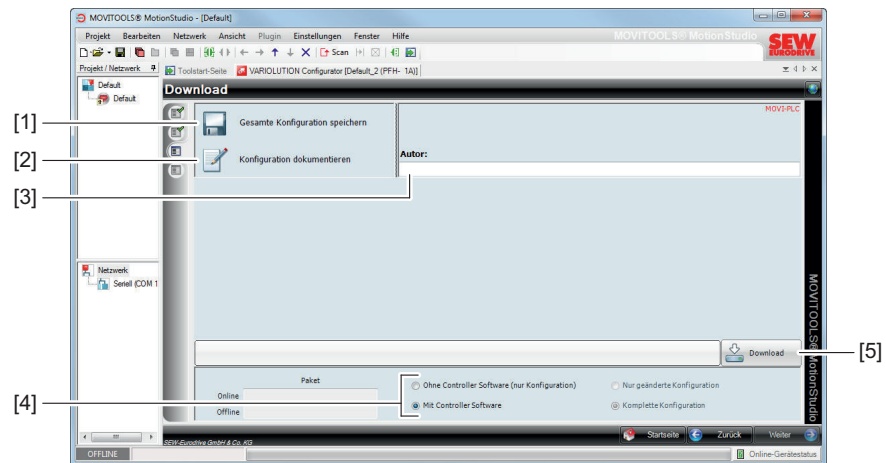 MOVITOOLS® MotionStudio - [Default]
Projekt Bearbeiten Netzwerk Ansicht Plugin Einstellungen Fenster Hilfe
MOVITOOLS® MotionStudio
SEW
EURODRIVE
Scan
Projekt / Netzwerk
Toolstart-Seite
VARIOLUTION Configurator [Default_2 (PFH- 1A)]
Default
Default
Download
MOVI-PLC
[1]
Gesamte Konfiguration speichern
[2]
Konfiguration dokumentieren
Autor:
[3]
Netzwerk
Seriell (COM 1
MOVITOOLS® MotionStudio
Download
[5]
Paket
Online
Offline
[4]
Ohne Controller Software (nur Konfiguration)
Nur geänderte Konfiguration
Mit Controller Software
Komplette Konfiguration
SEW-Eurodrive GmbH & Co. KG
Startseite
Zurück
Weiter
OFFLINE
Online-Gerätestatus